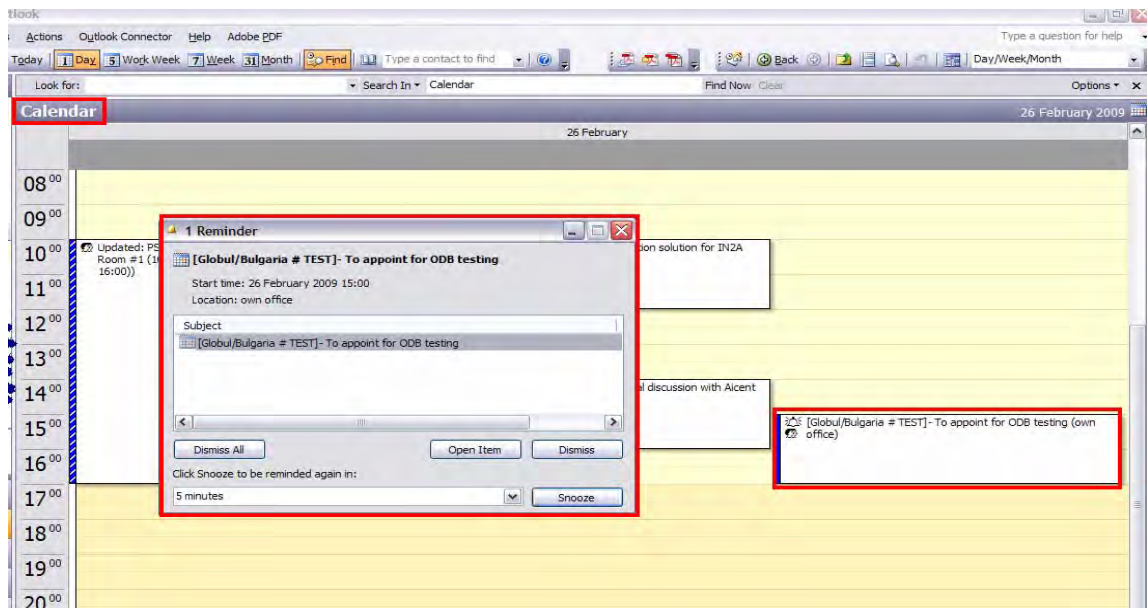 tlook
Actions Outlook Connector Help Adobe PDF Type a question for help
Today 1 Day 5 Work Week 7 Week 31 Month Find Type a contact to find Back Day/Week/Month
Look for: Search In Calendar Find Now Clear Options x
Calendar 26 February 2009
26 February
08 00
09 00
1 Reminder
10 00 Updated: PS ion solution for IN2A
Room #1 (1
16:00))
[Globul/Bulgaria # TEST]- To appoint for ODB testing
Start time: 26 February 2009 15:00
11 00
Location: own office
12 00
Subject
[Globul/Bulgaria # TEST]- To appoint for ODB testing
13 00
14 00 al discussion with Aicent
15 00 [Globul/Bulgaria # TEST]- To appoint for ODB testing (own
office)
Dismiss All Open Item Dismiss
16 00
Click Snooze to be reminded again in:
17 00
5 minutes Snooze
18 00
19 00
20 00